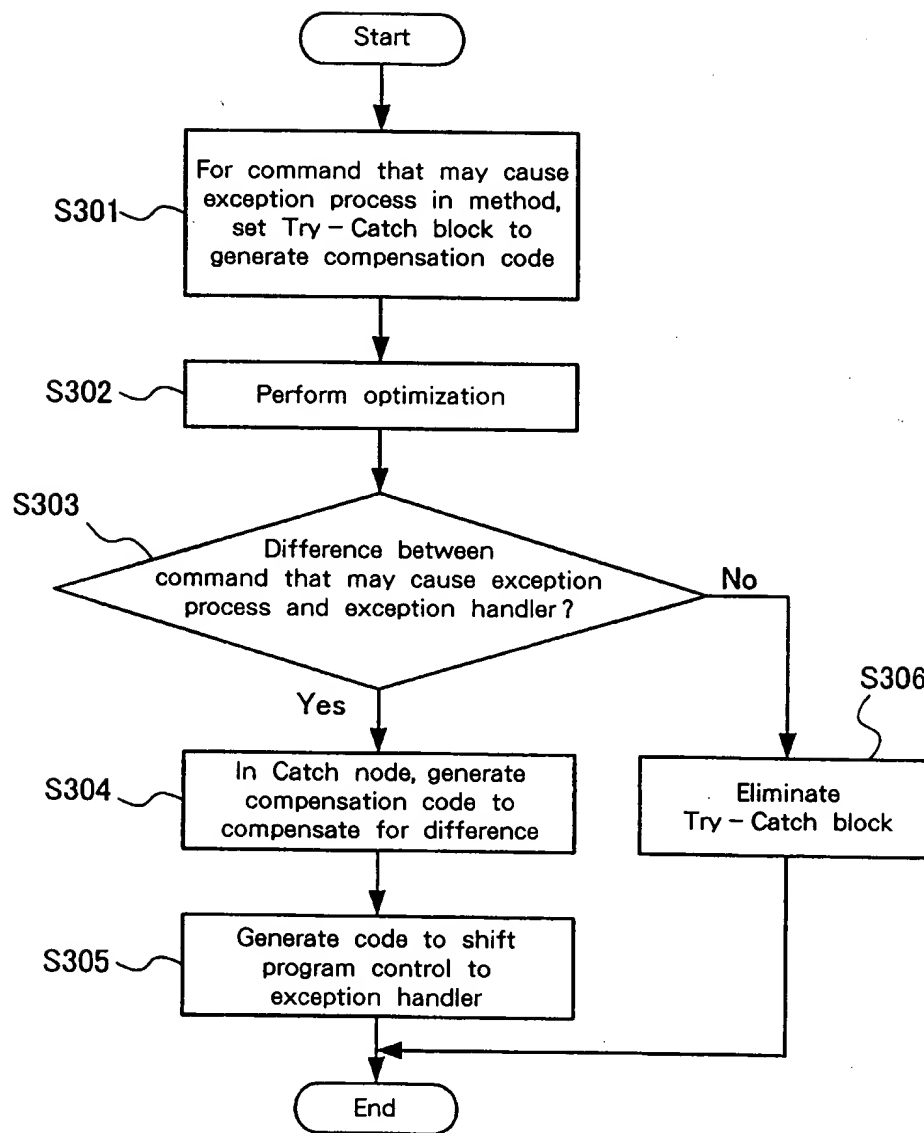 Start
S301
For command that may cause
exception process in method,
set Try-Catch block to
generate compensation code
S302
Perform optimization
S303
Difference between
command that may cause exception
process and exception handler?
No
Yes
S306
S304
In Catch node, generate
compensation code to
compensate for difference
Eliminate
Try-Catch block
S305
Generate code to shift
program control to
exception handler
End